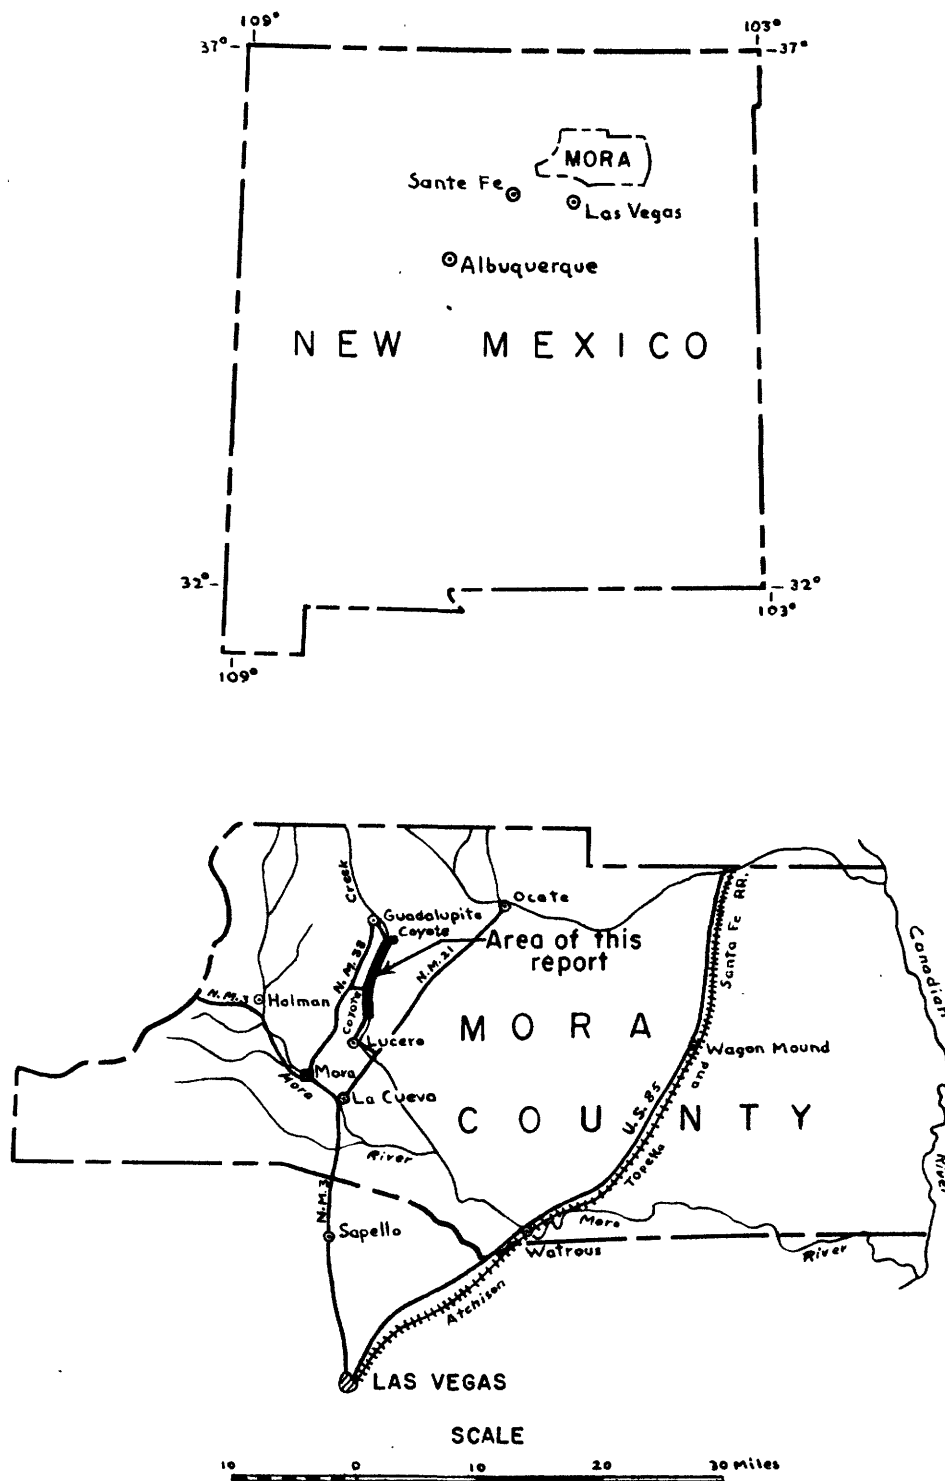 109° 103°
37° 37°
MORA
Sante Fe
Las Vegas
Albuquerque
NEW MEXICO
32° 32°
103°
109°
Creek
Ocate
Guadalupita
Coyote
Area of this
report
N.M. 38
N.M. 21
Santa Fe RR.
Canadian
N.M. 3
Holman
Coyote
MORA
Lucero
Wagon Mound
Mora
Mora
and
La Cueva
COUNTY
U.S. 85
River
Topeka
River
N.M. 3
Sapello
Mora
River
Watrous
Atchison
LAS VEGAS
SCALE
10 0 10 20 30 Miles